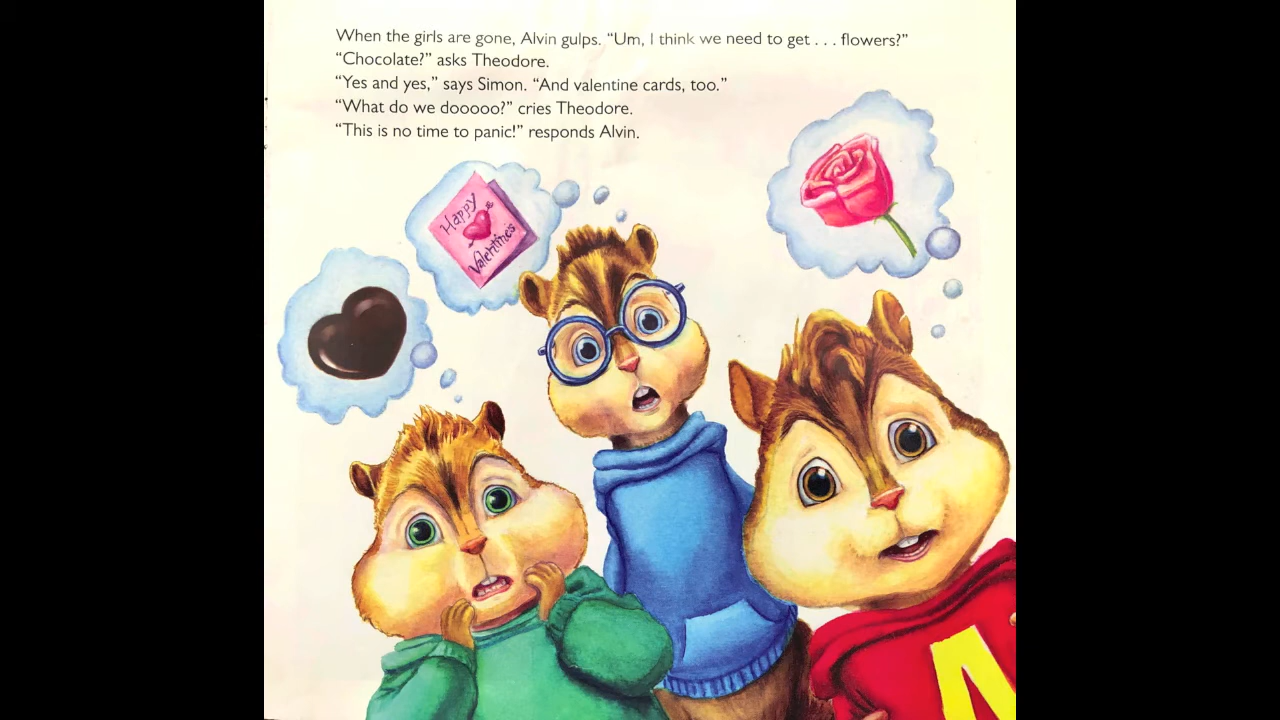 When the girls are gone, Alvin gulps. “Um, I think we need to get . . . flowers?”
“Chocolate?” asks Theodore.
“Yes and yes,” says Simon. “And valentine cards, too.”
“What do we dooooo?” cries Theodore.
“This is no time to panic!” responds Alvin.
Happy
Valentine's
A